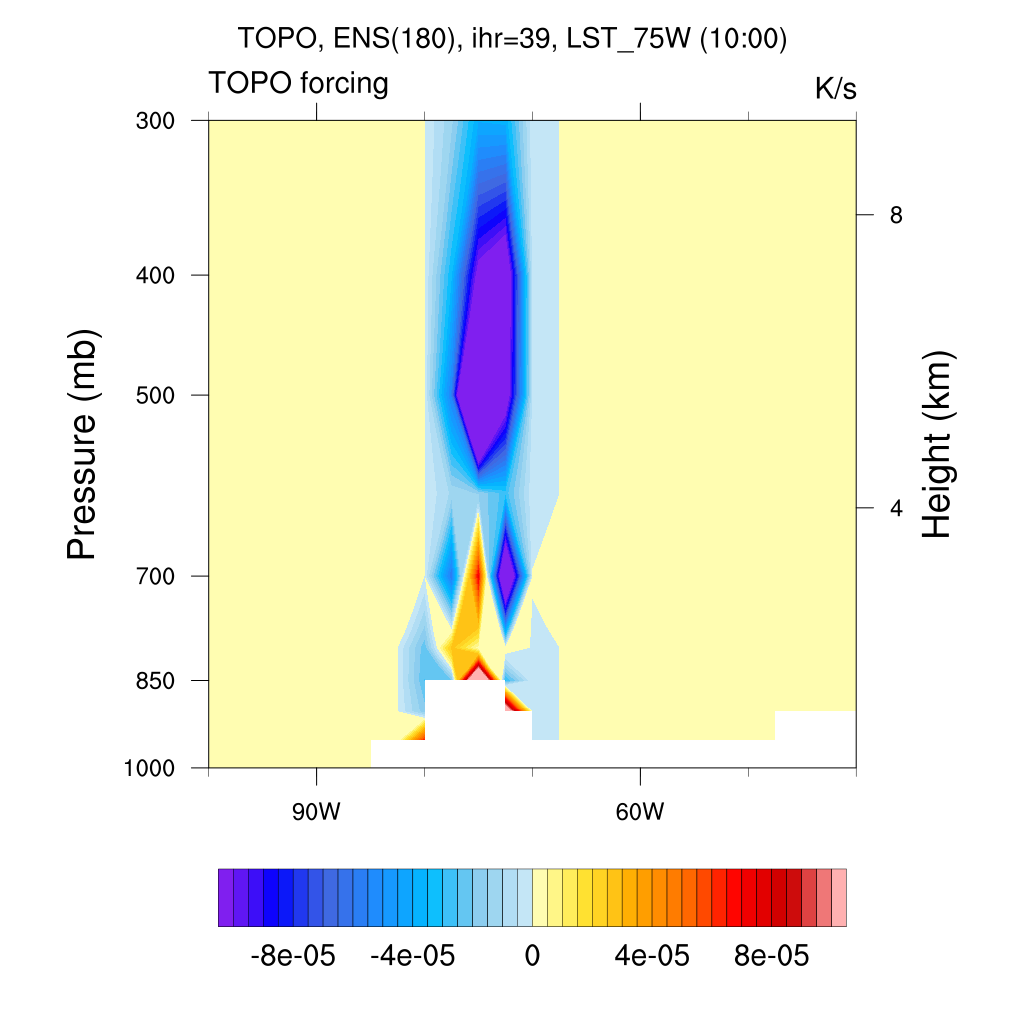 TOPO, ENS(180), ihr=39, LST_75W (10:00)
TOPO forcing
K/s
300
400
500
700
850
1000
Pressure (mb)
8
4
Height (km)
90W
60W
-8e-05
-4e-05
0
4e-05
8e-05